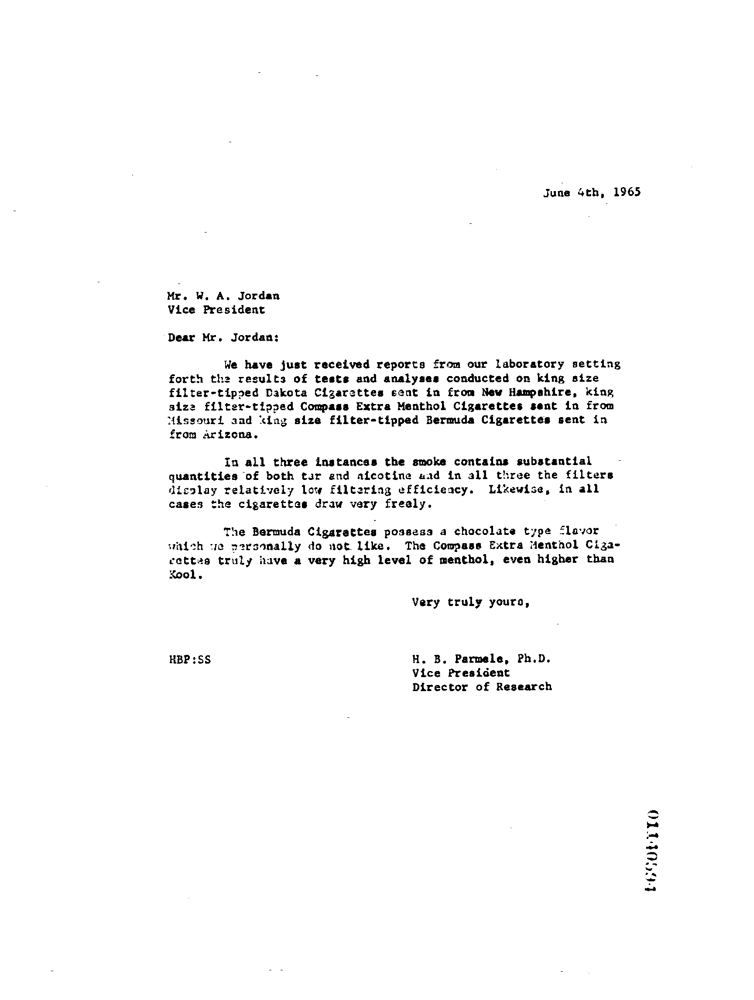 June 4th, 1965
Mr. W. A. Jordan
Vice President
Dear Mr. Jordan:
We have just received reports from our laboratory setting
forth the results of tests and analyses conducted on king size
filter-tipped Dakota Cigarettes sent in from New Hampshire, king
size filter-tipped Compass Extra Menthol Cigarettes sent in from
Missouri and king size filter-tipped Bermuda Cigarettes sent in
from Arizona.
In all three instances the smoke contains substantial
quantities of both tar and nicotine and in all three the filters
display relatively low filtering efficiency. Likewise, in all
cases the cigarettes draw very freely.
The Bermuda Cigarettes possess a chocolate type flavor
which we personally do not like. The Compass Extra Menthol Ciga-
rettes truly have a very high level of menthol, even higher than
Kool.
Very truly yours,
HBP:SS
H. B. Parmele, Ph.D.
Vice President
Director of Research